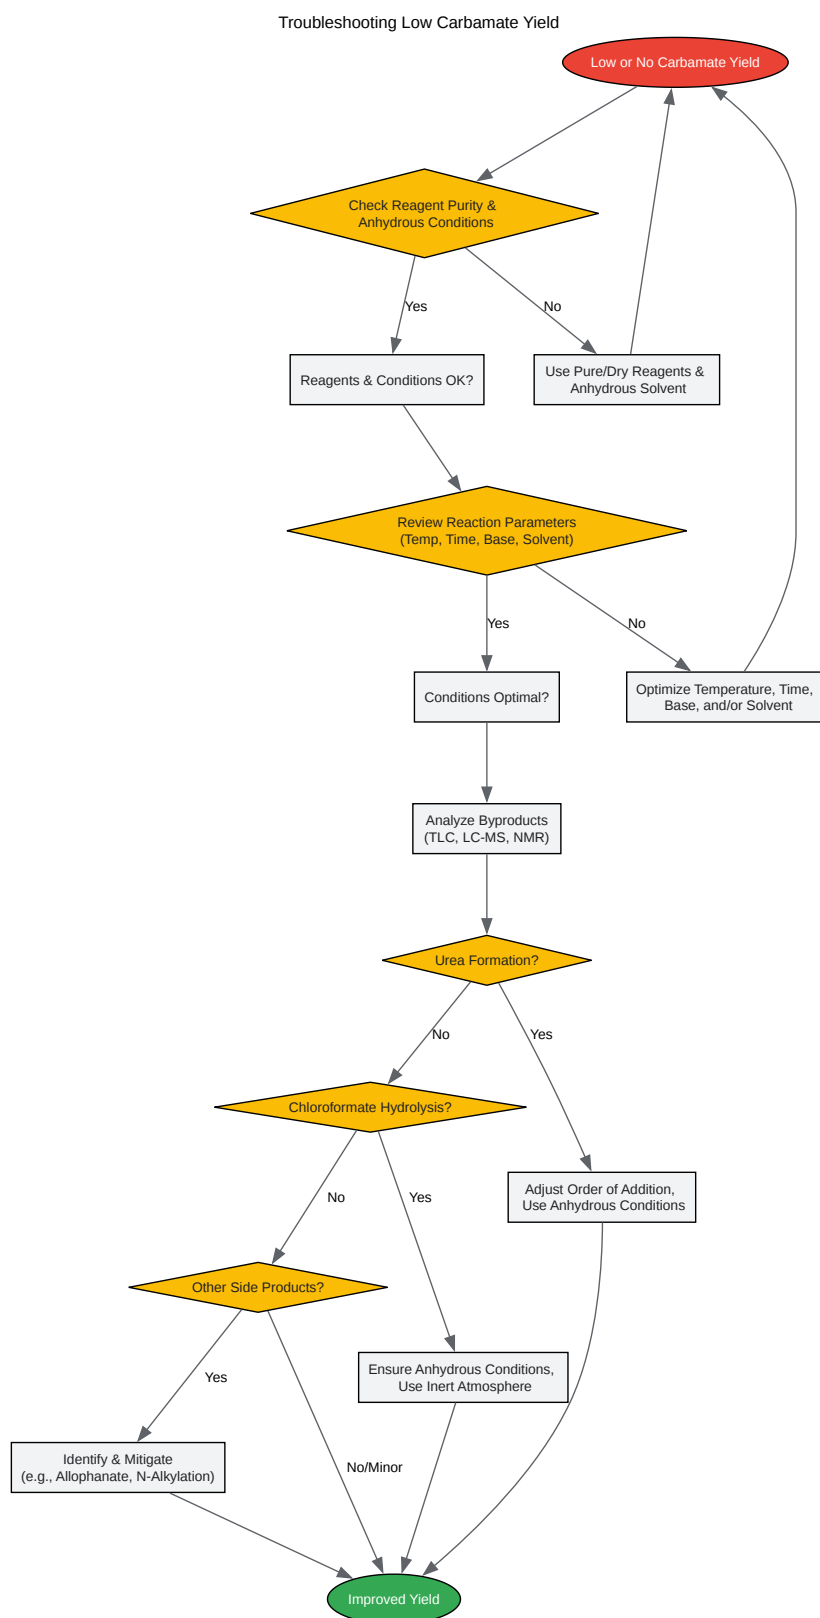 Troubleshooting Low Carbamate Yield
Low or No Carbamate Yield
Check Reagent Purity &
Anhydrous Conditions
Yes
No
Reagents & Conditions OK?
Use Pure/Dry Reagents &
Anhydrous Solvent
Review Reaction Parameters
(Temp, Time, Base, Solvent)
Yes
No
Conditions Optimal?
Optimize Temperature, Time,
Base, and/or Solvent
Analyze Byproducts
(TLC, LC-MS, NMR)
Urea Formation?
No
Yes
Chloroformate Hydrolysis?
No
Yes
Adjust Order of Addition,
Use Anhydrous Conditions
Other Side Products?
Yes
Ensure Anhydrous Conditions,
Use Inert Atmosphere
No/Minor
Identify & Mitigate
(e.g., Allophanate, N-Alkylation)
Improved Yield